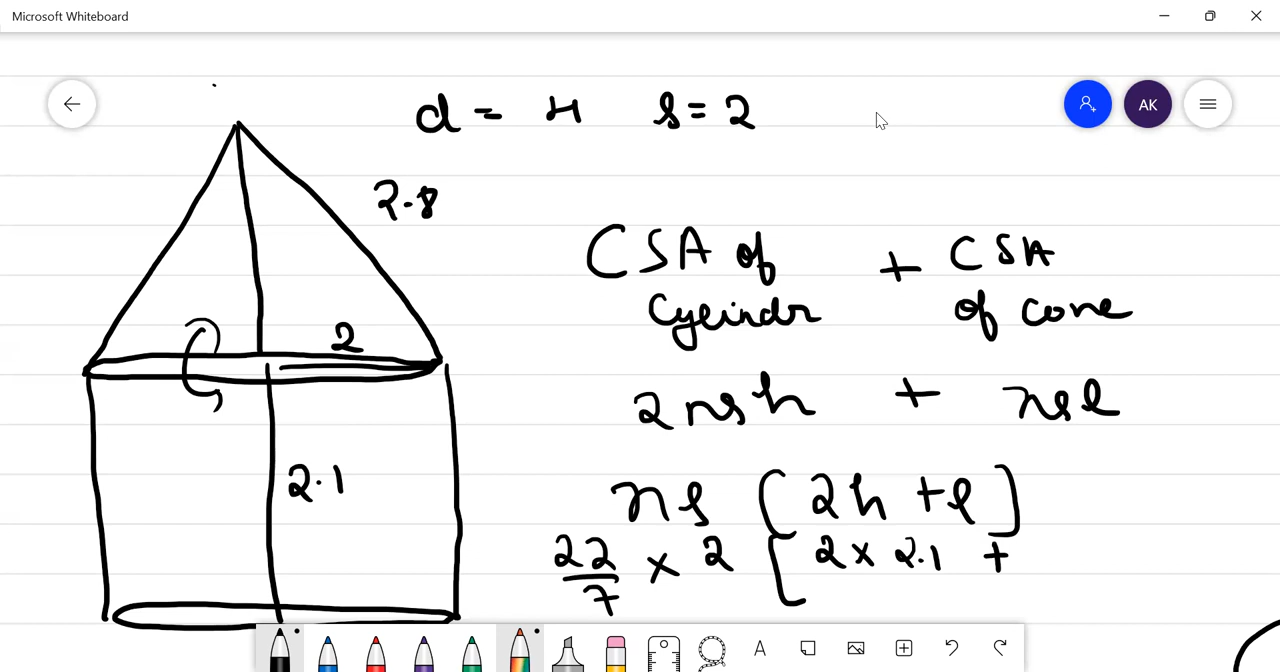 Microsoft Whiteboard
d = 4 r = 2
AK
2.8
CSA of cylindr + CSA of cone
2
2πrh + πrl
2.1
πr [2h + l]
22/7 × 2 [2 × 2.1 +
A